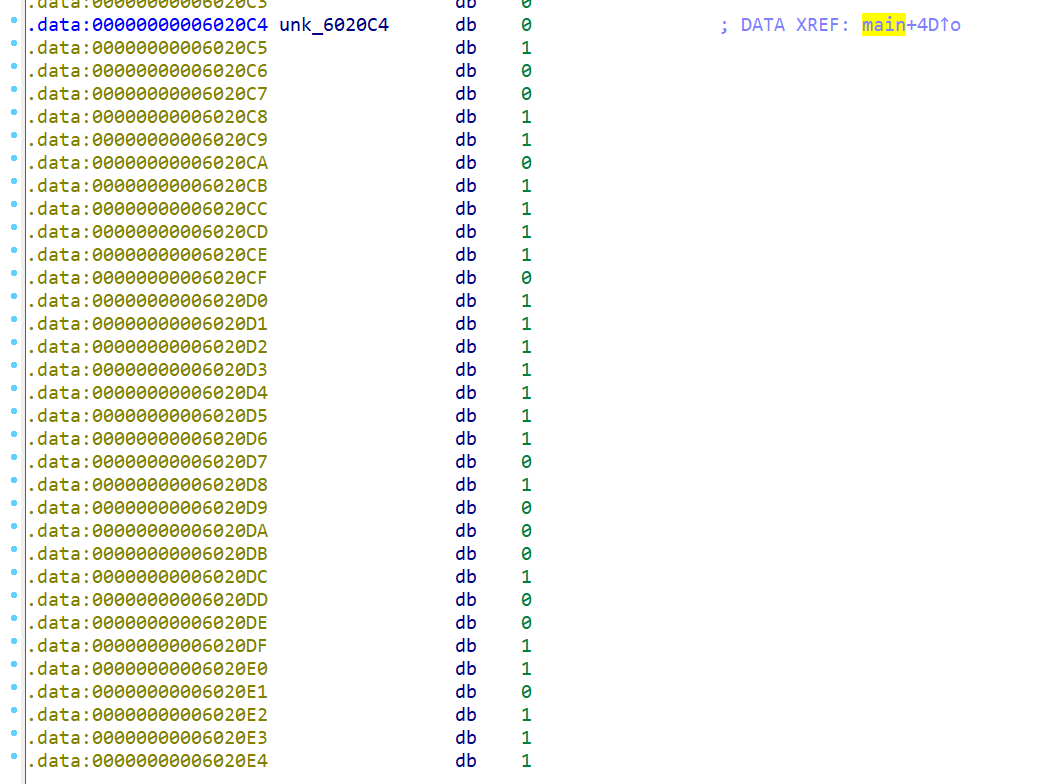 .data:00000000006020C3 db 0
.data:00000000006020C4 unk_6020C4 db 0 ; DATA XREF: main+4D↑o
.data:00000000006020C5 db 1
.data:00000000006020C6 db 0
.data:00000000006020C7 db 0
.data:00000000006020C8 db 1
.data:00000000006020C9 db 1
.data:00000000006020CA db 0
.data:00000000006020CB db 1
.data:00000000006020CC db 1
.data:00000000006020CD db 1
.data:00000000006020CE db 1
.data:00000000006020CF db 0
.data:00000000006020D0 db 1
.data:00000000006020D1 db 1
.data:00000000006020D2 db 1
.data:00000000006020D3 db 1
.data:00000000006020D4 db 1
.data:00000000006020D5 db 1
.data:00000000006020D6 db 1
.data:00000000006020D7 db 0
.data:00000000006020D8 db 1
.data:00000000006020D9 db 0
.data:00000000006020DA db 0
.data:00000000006020DB db 0
.data:00000000006020DC db 1
.data:00000000006020DD db 0
.data:00000000006020DE db 0
.data:00000000006020DF db 1
.data:00000000006020E0 db 1
.data:00000000006020E1 db 0
.data:00000000006020E2 db 1
.data:00000000006020E3 db 1
.data:00000000006020E4 db 1